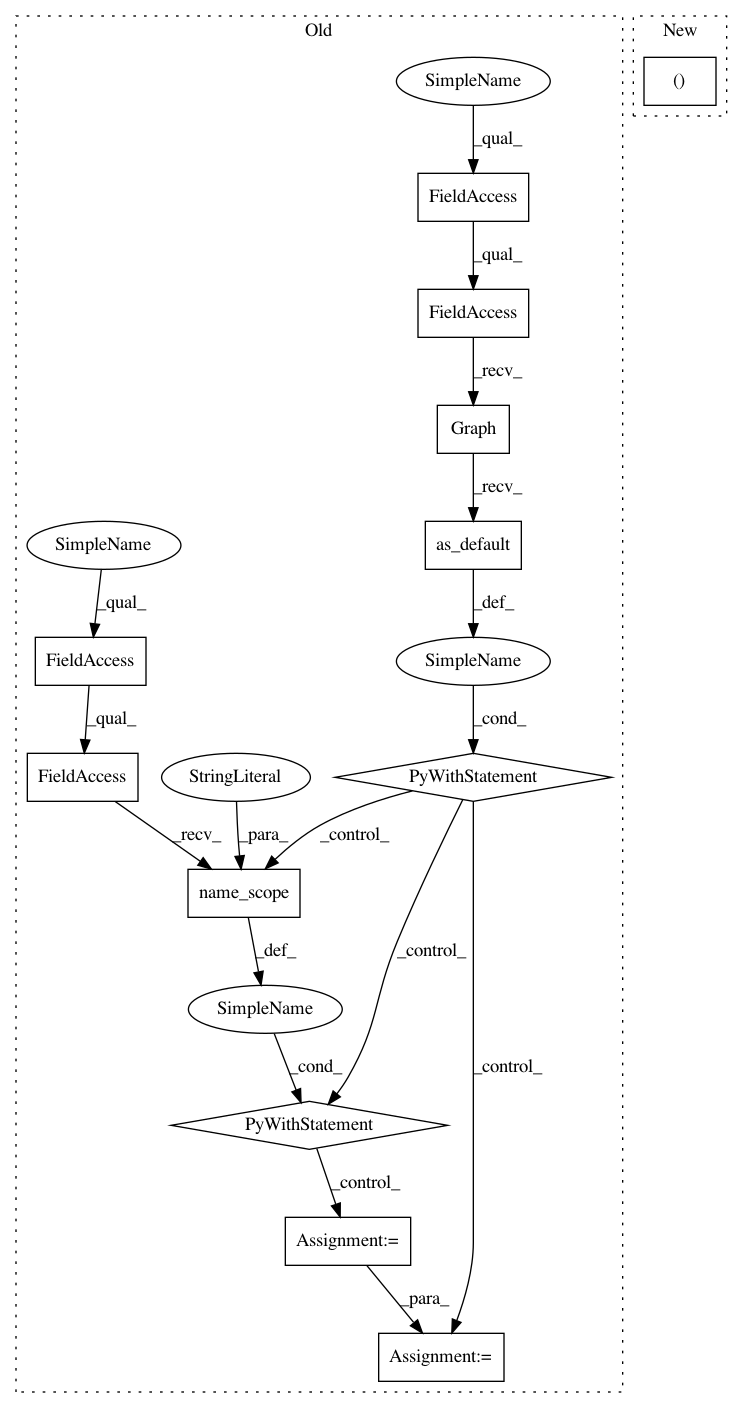 Old
New
SimpleName
()
_qual_
FieldAccess
_qual_
FieldAccess
_recv_
Graph
_recv_
SimpleName
as_default
_qual_
_def_
FieldAccess
SimpleName
_qual_
_cond_
FieldAccess
StringLiteral
PyWithStatement
_recv_
_para_
_control_
name_scope
_def_
_control_
SimpleName
_cond_
_control_
PyWithStatement
_control_
Assignment:=
_para_
Assignment:=